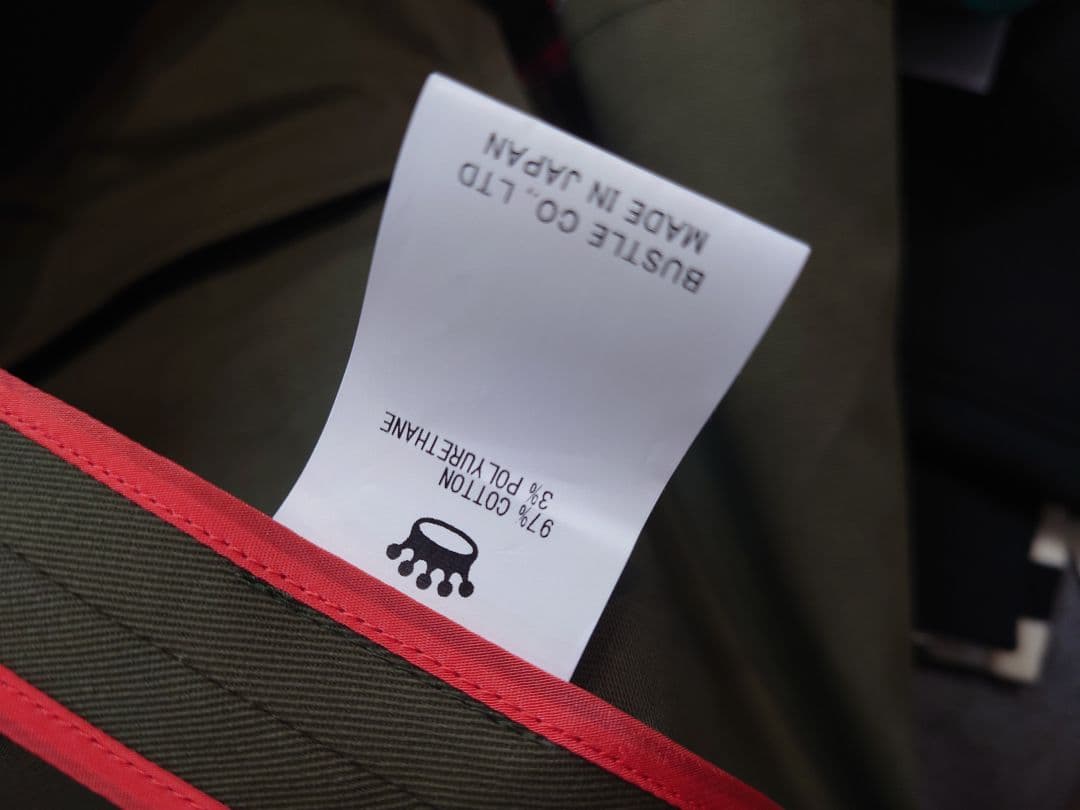 97% COTTON
3% POLYURETHANE
BUSTLE CO., LTD
MADE IN JAPAN